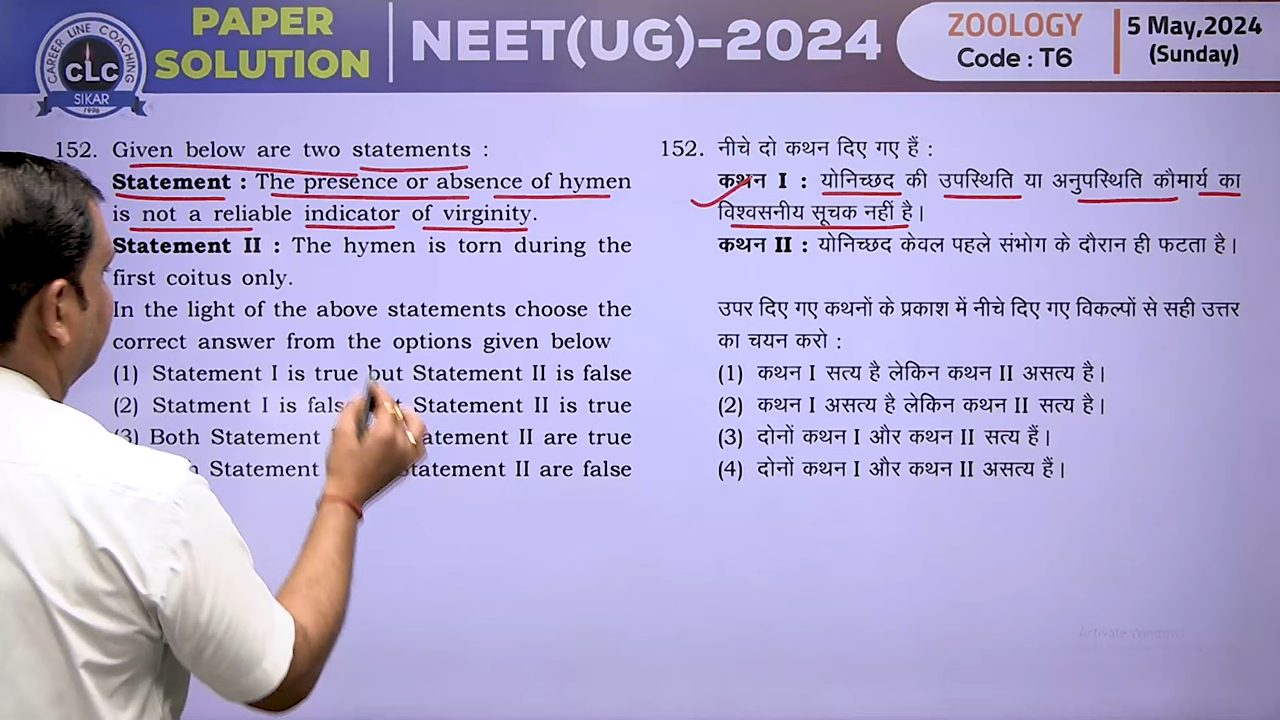 PAPER
SOLUTION
NEET(UG)-2024
ZOOLOGY
Code : T6
5 May,2024
(Sunday)
CAREER LINE COACHING
CLC
SIKAR
1996
152. Given below are two statements :
Statement : The presence or absence of hymen
is not a reliable indicator of virginity.
Statement II : The hymen is torn during the
first coitus only.
In the light of the above statements choose the
correct answer from the options given below
(1) Statement I is true but Statement II is false
(2) Statment I is Statement II is true
(3) Both Statement Statement II are true
Statement Statement II are false
152. नीचे दो कथन दिए गए हैं :
कथन I : योनिच्छद की उपस्थिति या अनुपस्थिति कौमार्य का
विश्वसनीय सूचक नहीं है।
कथन II : योनिच्छद केवल पहले संभोग के दौरान ही फटता है।
उपर दिए गए कथनों के प्रकाश में नीचे दिए गए विकल्पों से सही उत्तर
का चयन करो :
(1) कथन I सत्य है लेकिन कथन II असत्य है।
(2) कथन I असत्य है लेकिन कथन II सत्य है।
(3) दोनों कथन I और कथन II सत्य हैं।
(4) दोनों कथन I और कथन II असत्य हैं।
Activate Windows